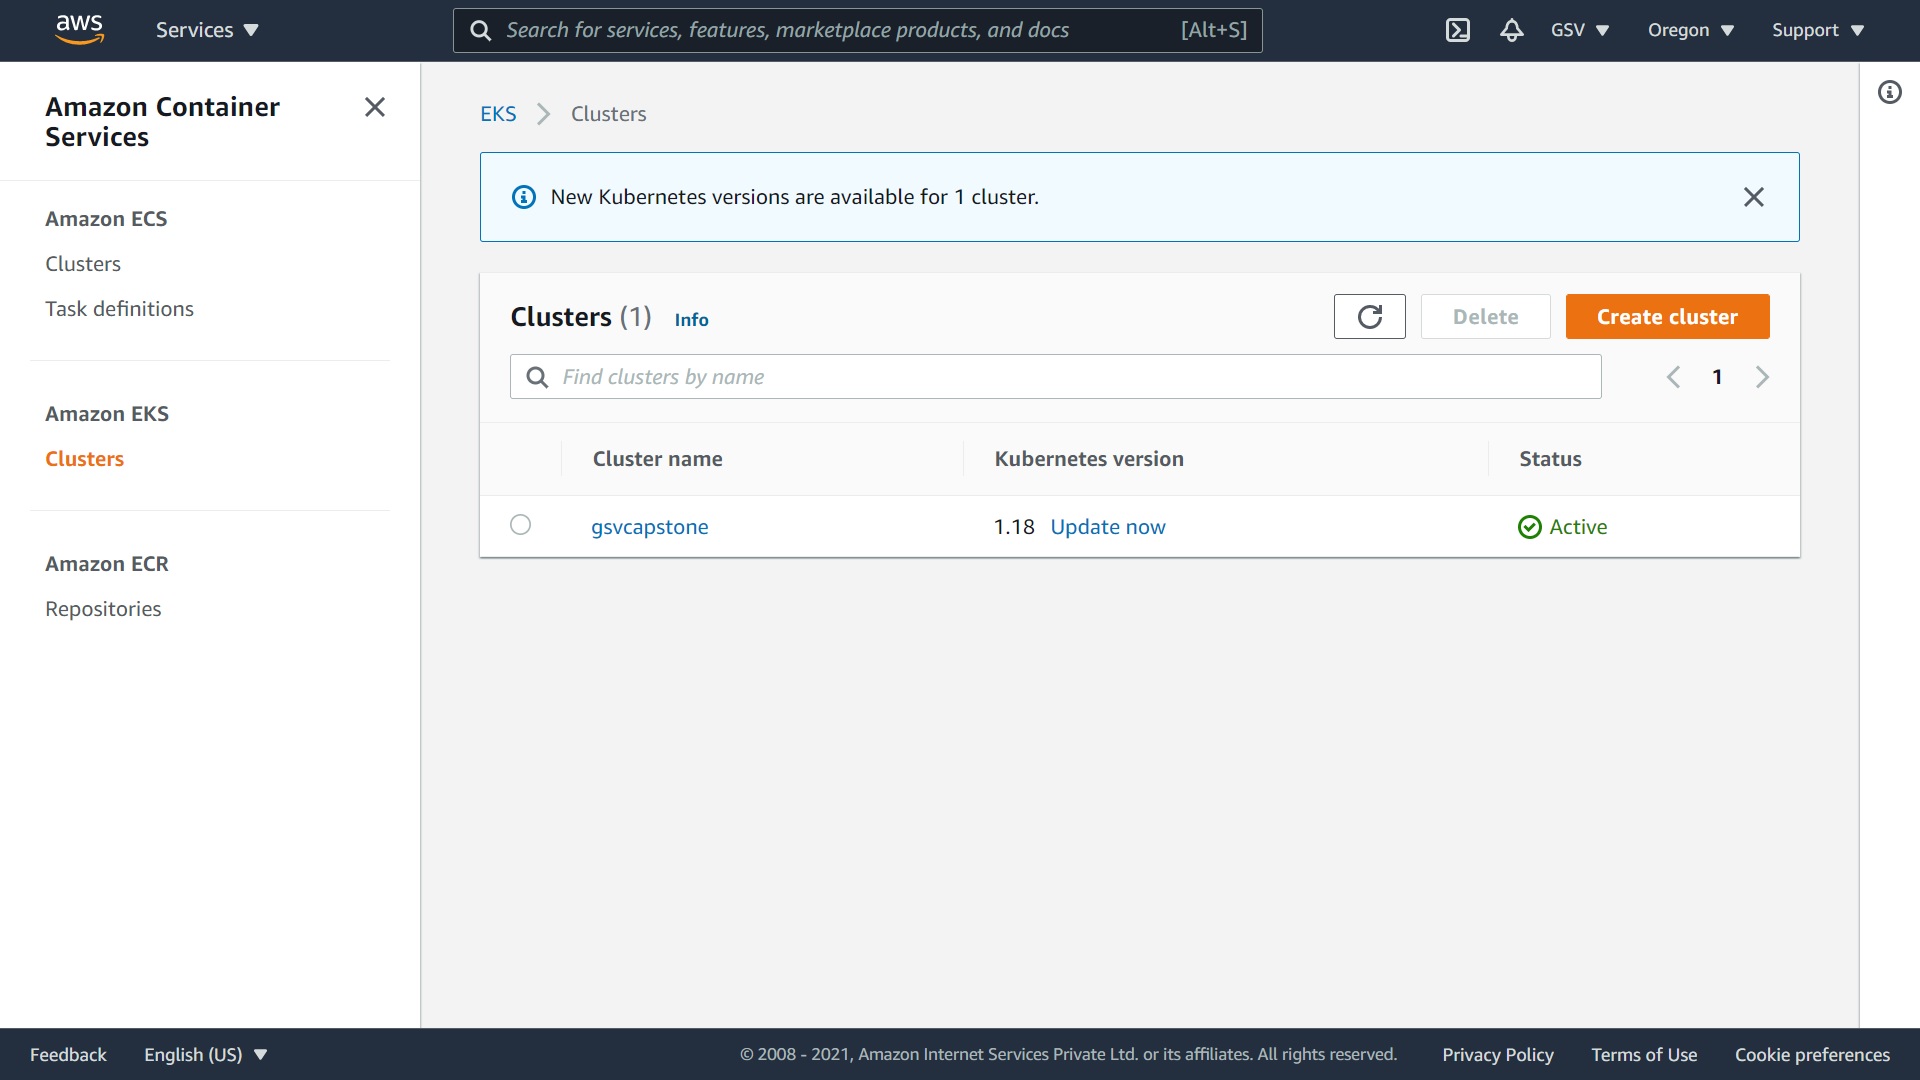 aws
Services
Search for services, features, marketplace products, and docs
[Alt+S]
GSV
Oregon
Support
Amazon Container
Services
Amazon ECS
Clusters
Task definitions
Amazon EKS
Clusters
Amazon ECR
Repositories
EKS
Clusters
New Kubernetes versions are available for 1 cluster.
Clusters (1) Info
Delete
Create cluster
Find clusters by name
1
Cluster name
Kubernetes version
Status
gsvcapstone
1.18 Update now
Active
Feedback
English (US)
© 2008 - 2021, Amazon Internet Services Private Ltd. or its affiliates. All rights reserved.
Privacy Policy
Terms of Use
Cookie preferences